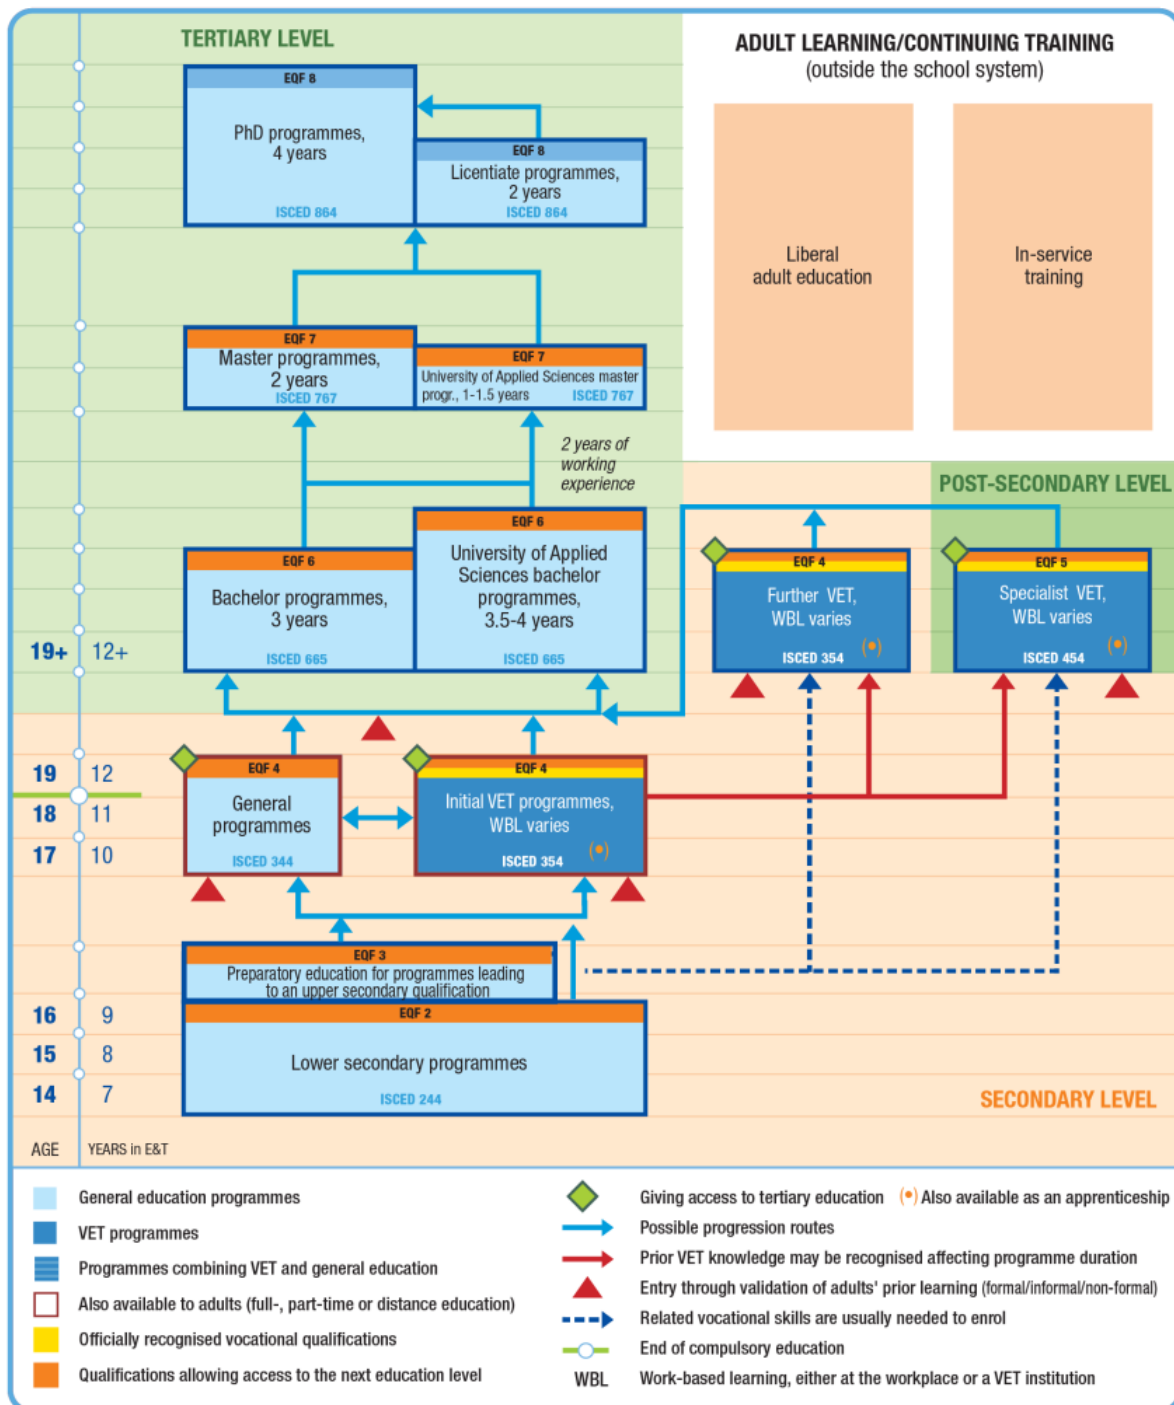 TERTIARY LEVEL
ADULT LEARNING/CONTINUING TRAINING
(outside the school system)
EQF 8
PhD programmes,
4 years
ISCED 864
EQF 8
Licentiate programmes,
2 years
ISCED 864
Liberal
adult education
In-service
training
EQF 7
Master programmes,
2 years
ISCED 767
EQF 7
University of Applied Sciences master
progr., 1-1.5 years ISCED 767
2 years of
working
experience
POST-SECONDARY LEVEL
EQF 6
Bachelor programmes,
3 years
ISCED 665
EQF 6
University of Applied
Sciences bachelor
programmes,
3.5-4 years
ISCED 665
EQF 4
Further VET,
WBL varies
ISCED 354
EQF 5
Specialist VET,
WBL varies
ISCED 454
19+ 12+
19 12
18 11
17 10
EQF 4
General
programmes
ISCED 344
EQF 4
Initial VET programmes,
WBL varies
ISCED 354
EQF 3
Preparatory education for programmes leading
to an upper secondary qualification
EQF 2
Lower secondary programmes
ISCED 244
16 9
15 8
14 7
SECONDARY LEVEL
AGE YEARS in E&T
General education programmes
VET programmes
Programmes combining VET and general education
Also available to adults (full-, part-time or distance education)
Officially recognised vocational qualifications
Qualifications allowing access to the next education level
Giving access to tertiary education
Also available as an apprenticeship
Possible progression routes
Prior VET knowledge may be recognised affecting programme duration
Entry through validation of adults' prior learning (formal/informal/non-formal)
Related vocational skills are usually needed to enrol
End of compulsory education
WBL Work-based learning, either at the workplace or a VET institution